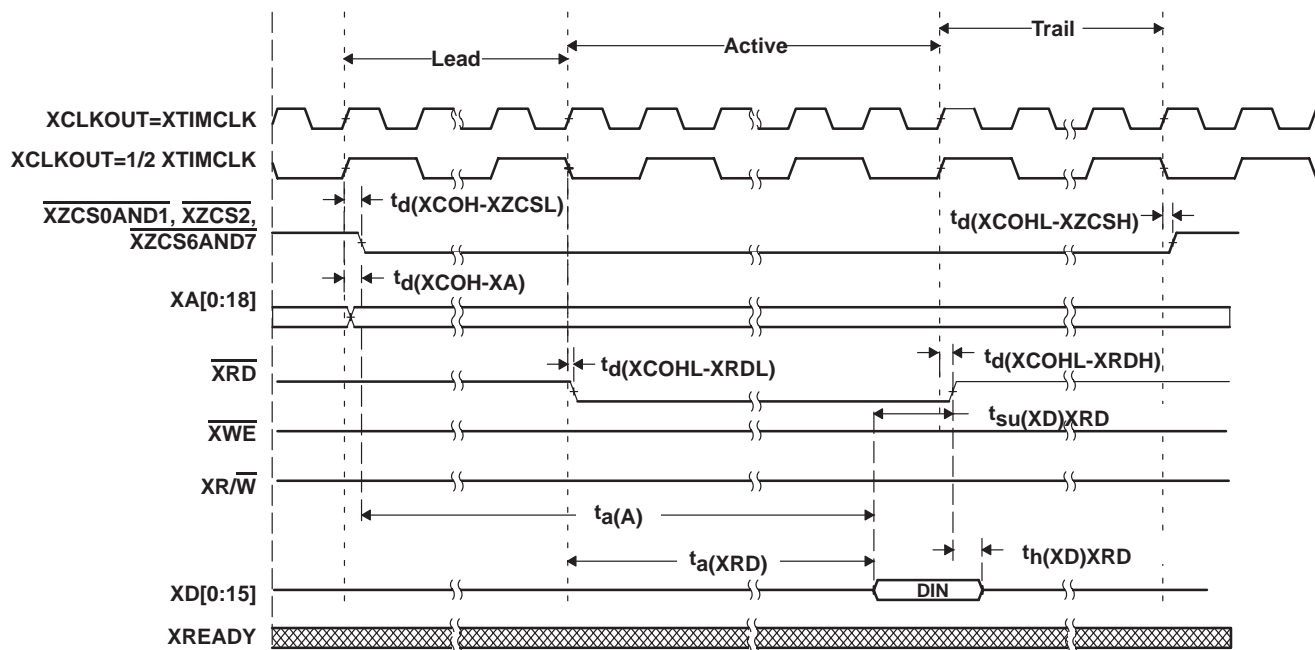 Trail
Active
Lead
XCLKOUT=XTIMCLK
XCLKOUT=1/2 XTIMCLK
td(XCOH-XZCSL)
XZCS0AND1, XZCS2,
XZCS6AND7
td(XCOHL-XZCSH)
td(XCOH-XA)
XA[0:18]
XRD
td(XCOHL-XRDL)
td(XCOHL-XRDH)
tsu(XD)XRD
XWE
XR/W
ta(A)
ta(XRD)
th(XD)XRD
XD[0:15]
DIN
XREADY